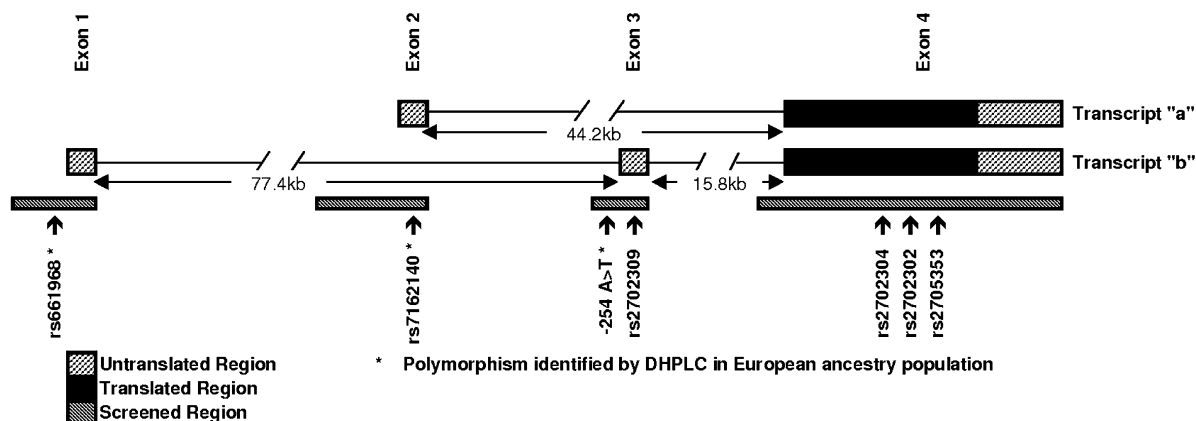 Exon 1
Exon 2
Exon 3
Exon 4
Transcript "a"
44.2kb
Transcript "b"
77.4kb
15.8kb
rs661968 *
rs7162140 *
-254 A>T *
rs2702309
rs2702304
rs2702302
rs2705353
Untranslated Region
* Polymorphism identified by DHPLC in European ancestry population
Translated Region
Screened Region